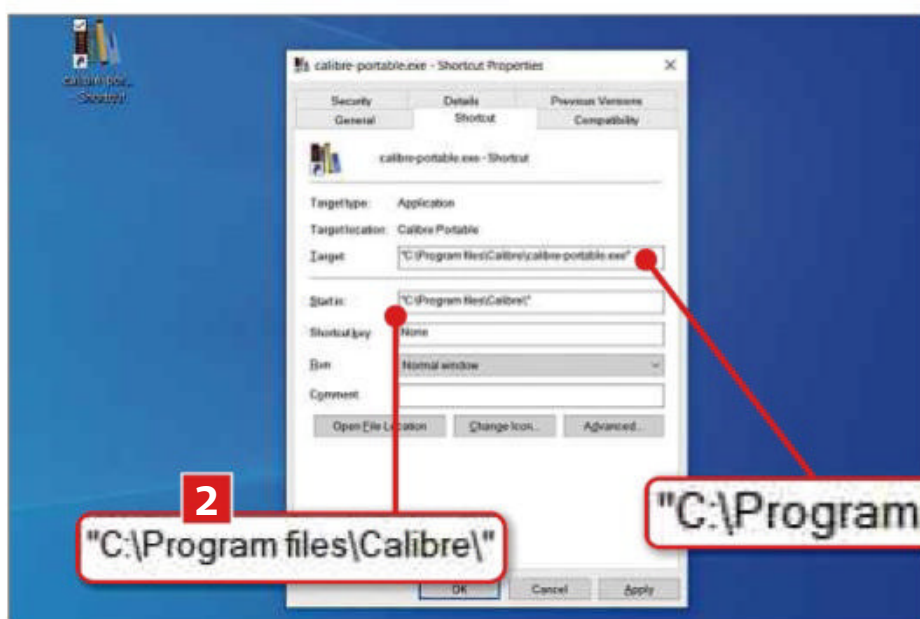 calibre-por...
- Shortcut
calibre-portable.exe - Shortcut Properties
Security Details Previous Versions
General Shortcut Compatibility
calibre-portable.exe - Shortcut
Target type: Application
Target location: Calibre Portable
Target: "C:\Program files\Calibre\calibre-portable.exe"
Start in: "C:\Program files\Calibre\"
Shortcut key: None
Run: Normal window
Comment:
Open File Location Change Icon... Advanced...
2
"C:\Program files\Calibre\"
"C:\Program
OK Cancel Apply